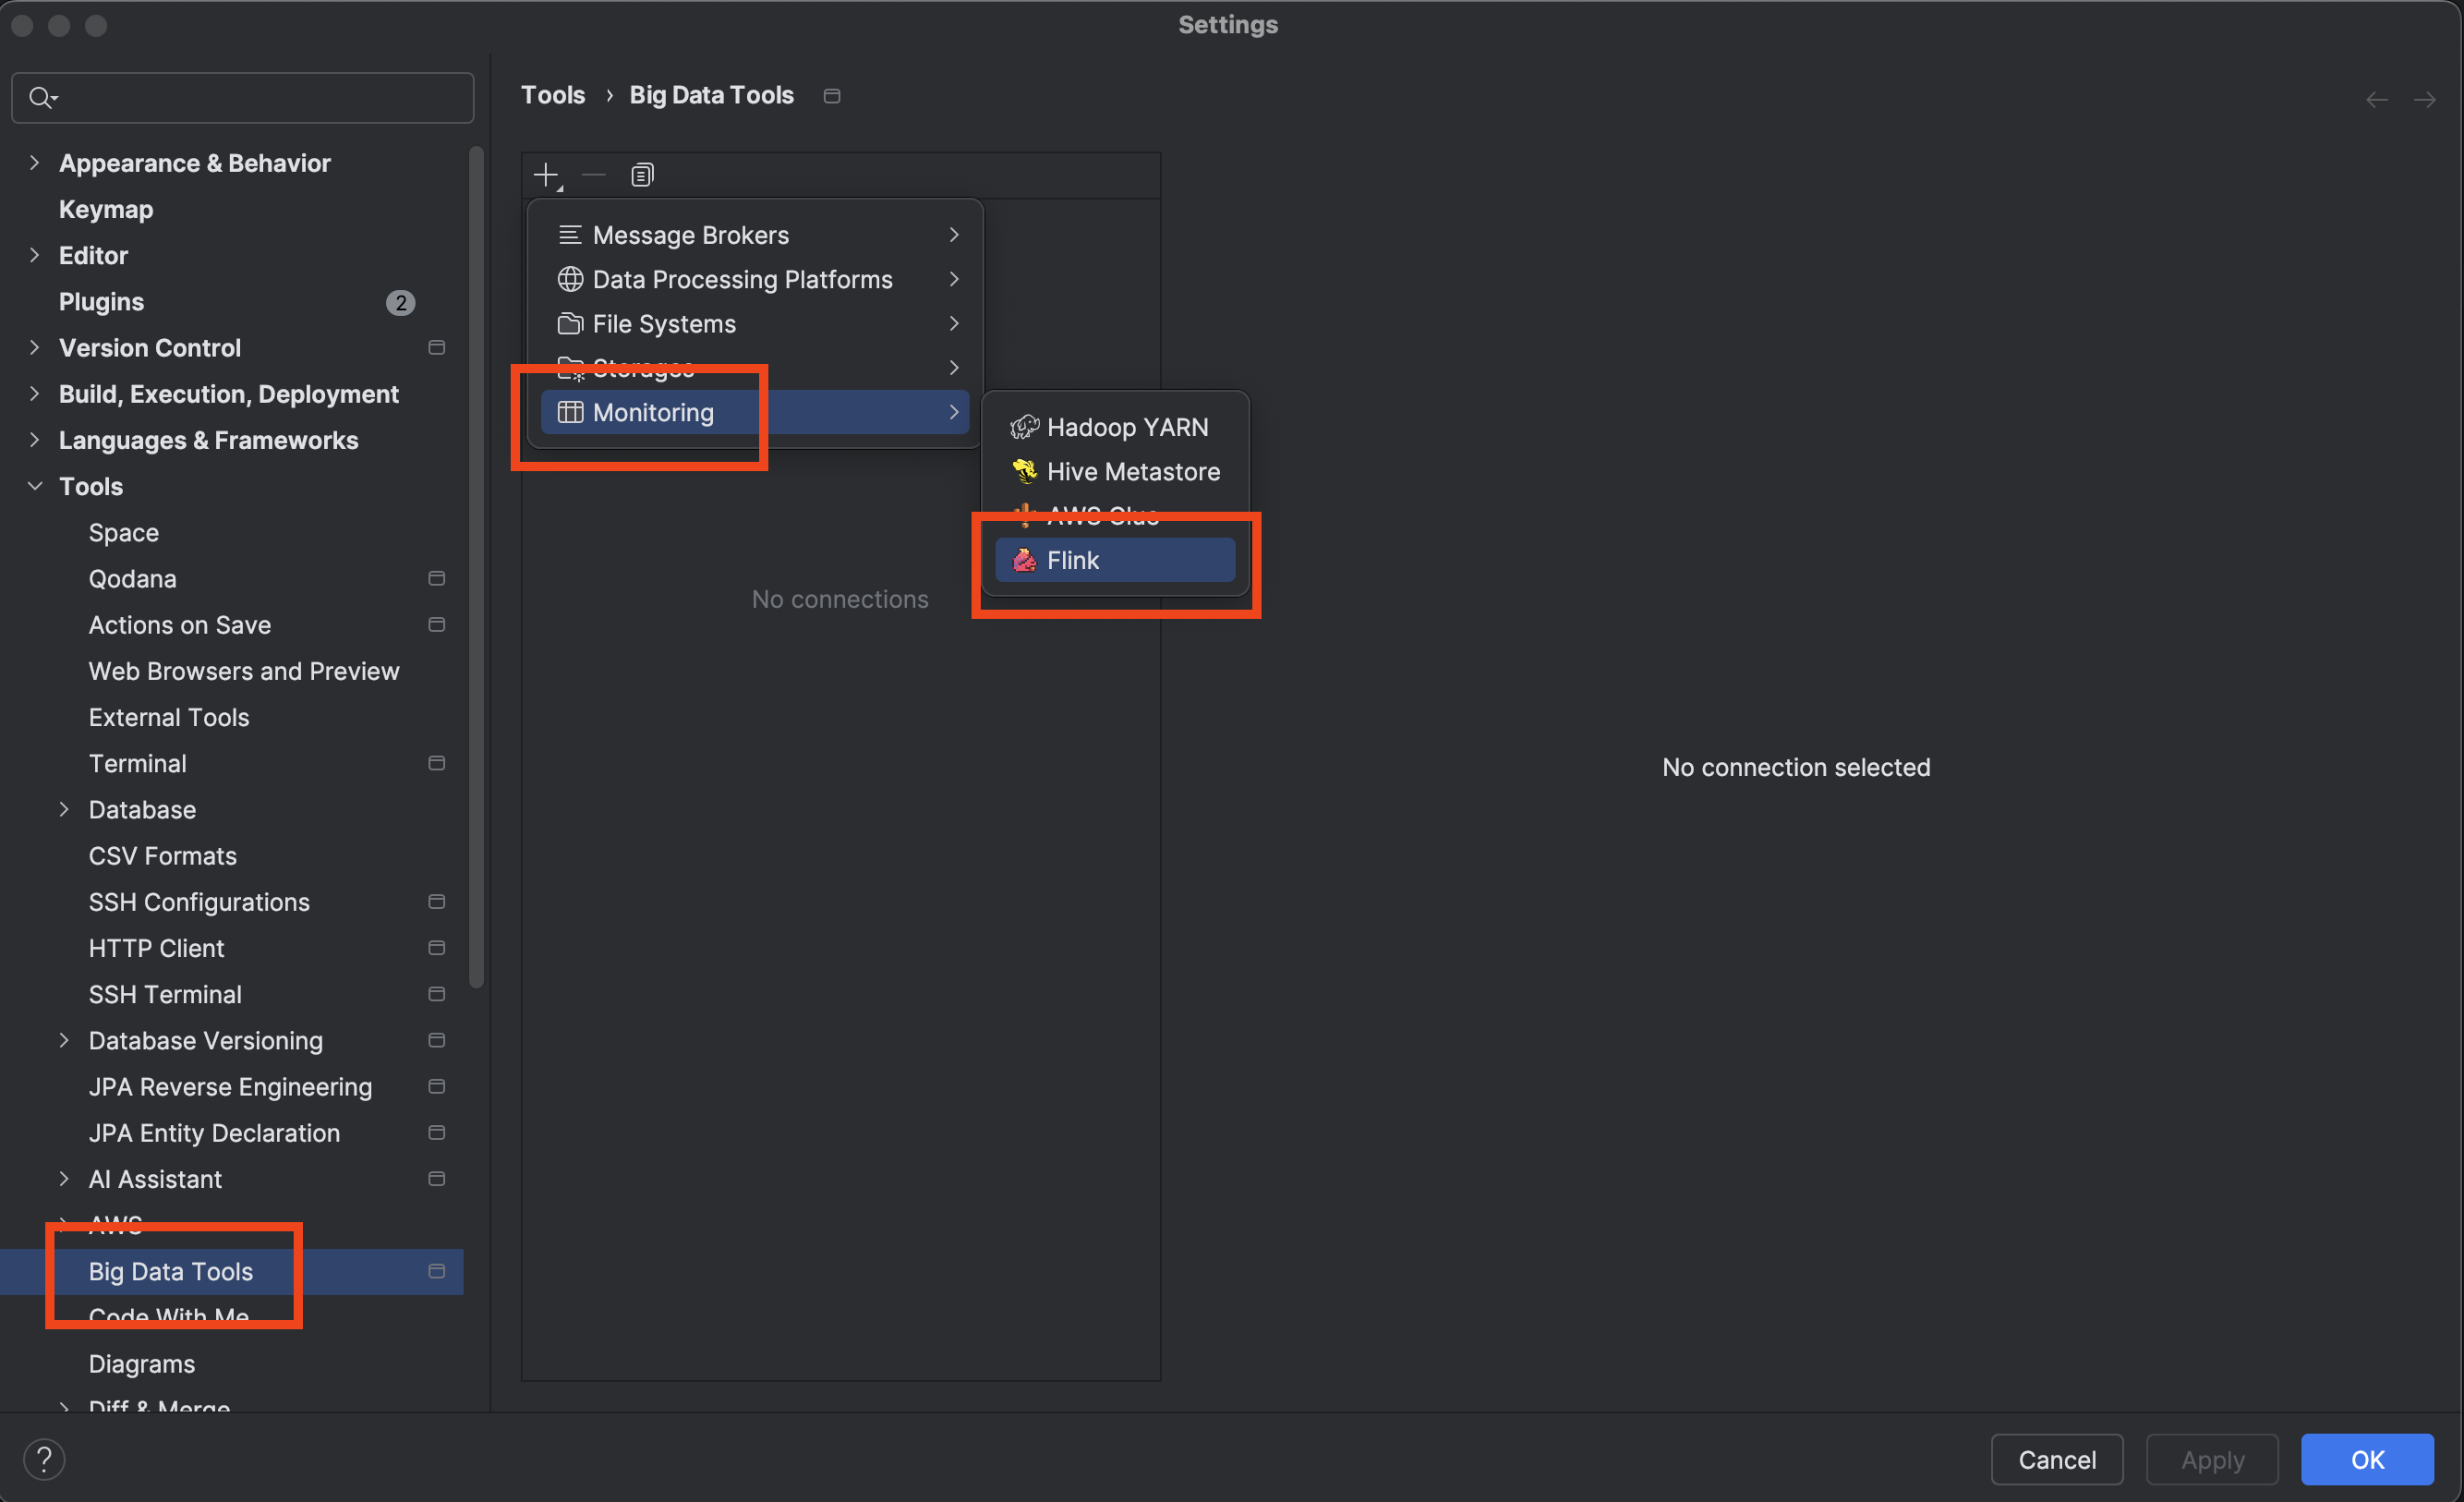 Settings
Tools › Big Data Tools
Appearance & Behavior
Keymap
Editor
Plugins 2
Version Control
Build, Execution, Deployment
Languages & Frameworks
Tools
Space
Qodana
Actions on Save
Web Browsers and Preview
External Tools
Terminal
Database
CSV Formats
SSH Configurations
HTTP Client
SSH Terminal
Database Versioning
JPA Reverse Engineering
JPA Entity Declaration
AI Assistant
AWS
Big Data Tools
Code With Me
Diagrams
Diff & Merge
Message Brokers
Data Processing Platforms
File Systems
Storages
Monitoring
Hadoop YARN
Hive Metastore
AWS Glue
Flink
No connections
No connection selected
?
Cancel
Apply
OK